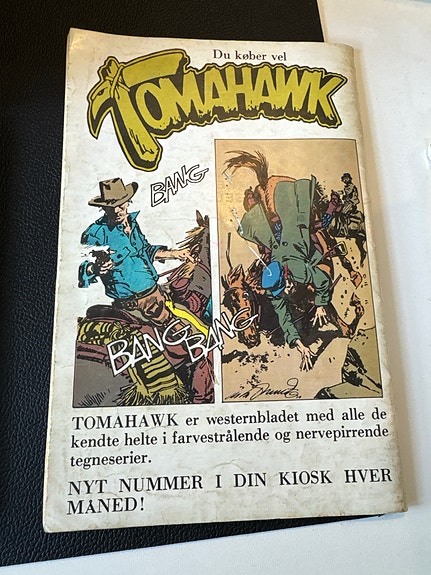 Du køber vel
TOMAHAWK
BANG
BANG
BANG
TOMAHAWK er westernbladet med alle de
kendte helte i farvestrålende og nervepirrende
tegneserier.
NYT NUMMER I DIN KIOSK HVER
MÅNED!